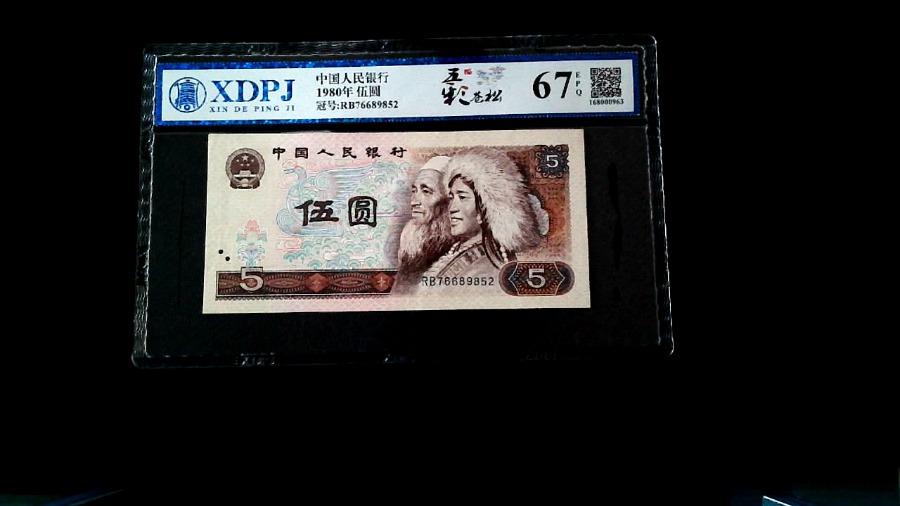 XDPJ
XIN DE PING JI
中国人民银行
1980年 伍圆
冠号:RB76689852
五彩苍松
67
EPQ
168000963
中国人民银行
5
伍圆
RB76689852
5
5